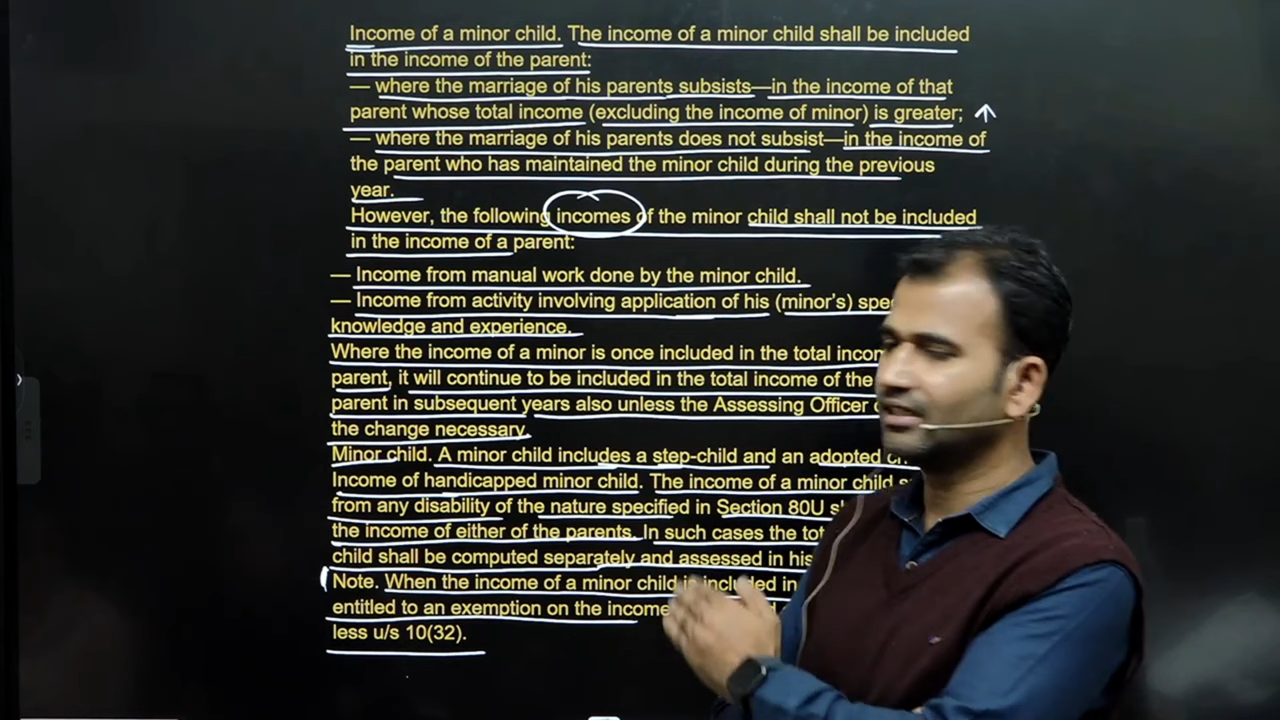 Income of a minor child. The income of a minor child shall be included
in the income of the parent:
— where the marriage of his parents subsists—in the income of that
parent whose total income (excluding the income of minor) is greater;
— where the marriage of his parents does not subsist—in the income of
the parent who has maintained the minor child during the previous
year.
However, the following incomes of the minor child shall not be included
in the income of a parent:
— Income from manual work done by the minor child.
— Income from activity involving application of his (minor’s)
knowledge and experience.
Where the income of a minor is once included in the total
parent, it will continue to be included in the total income of the
parent in subsequent years also unless the Assessing Officer
the change necessary.
Minor child. A minor child includes a step-child and an adopted
Income of handicapped minor child. The income of a minor child
from any disability of the nature specified in Section 80U
the income of either of the parents. In such cases the
child shall be computed separately and assessed in his
Note. When the income of a minor child is included in
entitled to an exemption on the income
less u/s 10(32).